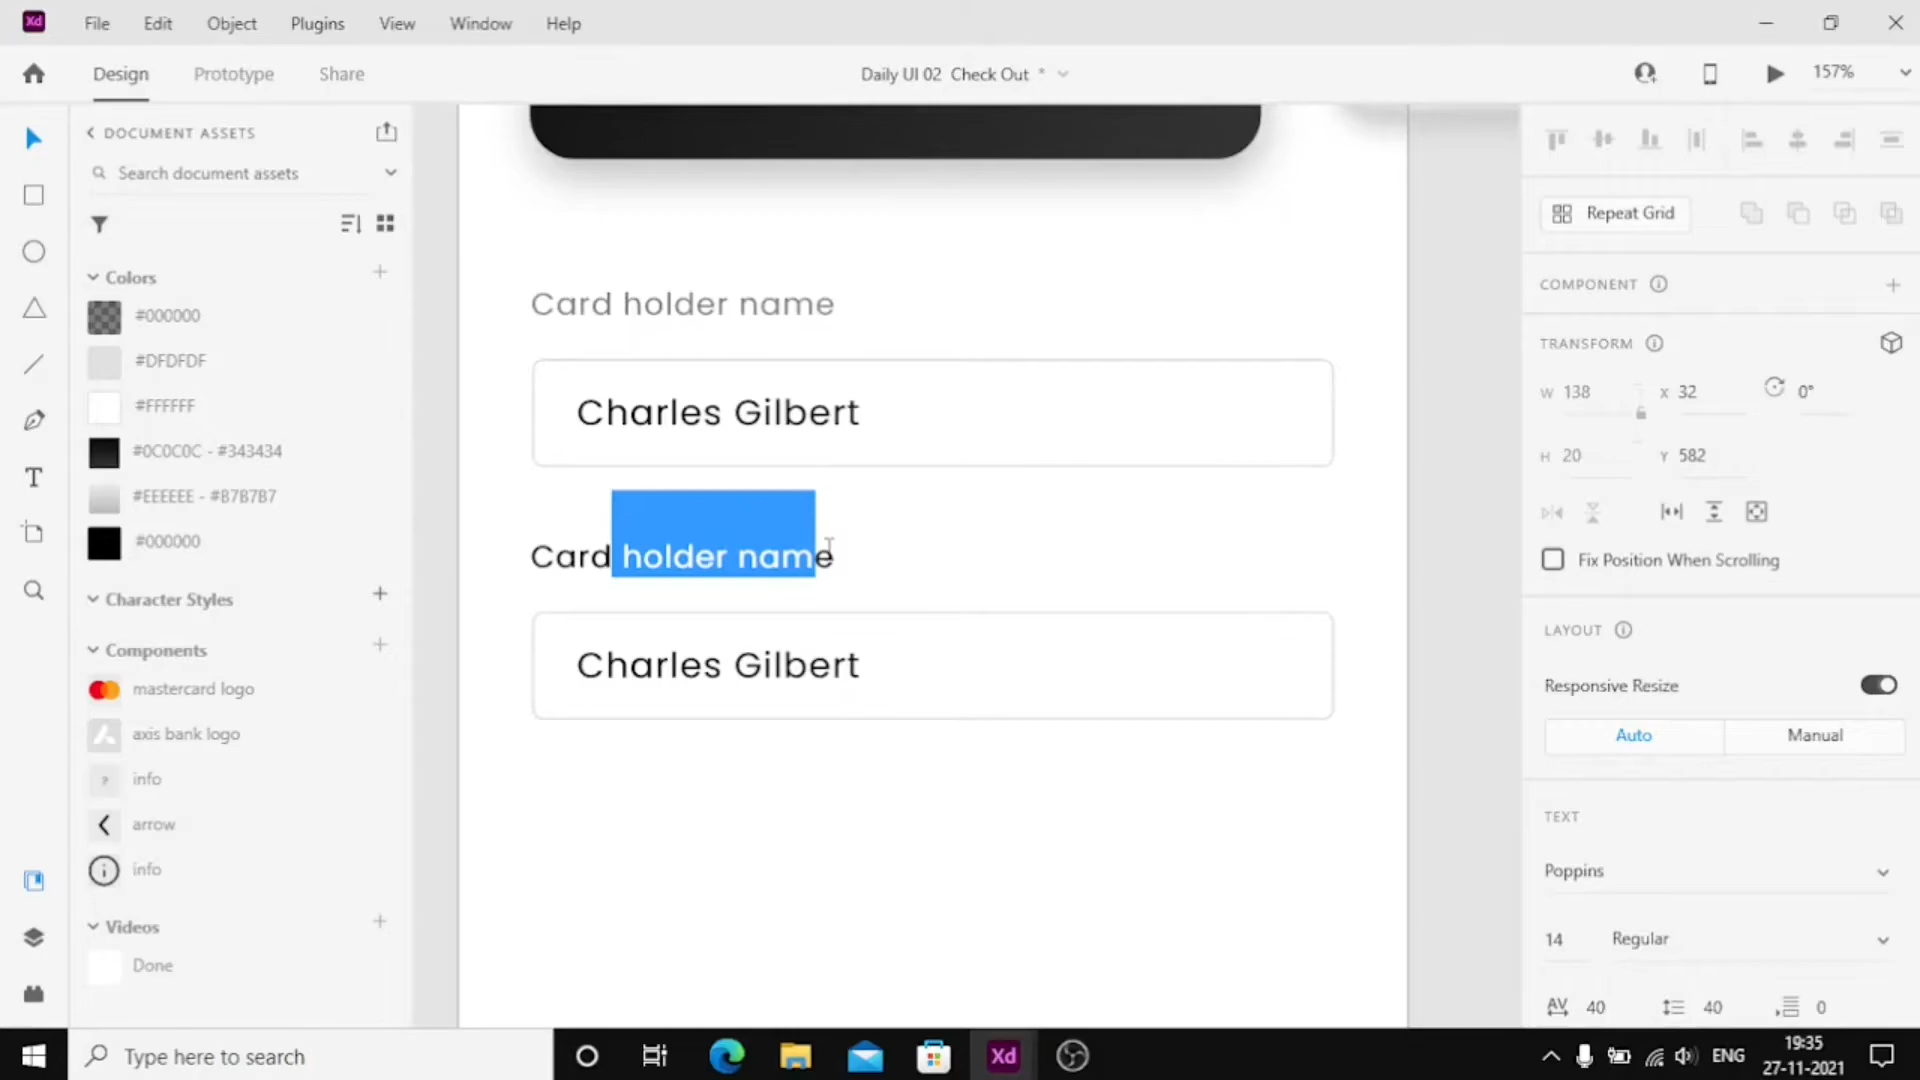 Xd File Edit Object Plugins View Window Help
Design Prototype Share Daily UI 02 Check Out * 157%
DOCUMENT ASSETS
Search document assets
Colors
#000000
#DFDFDF
#FFFFFF
#0C0C0C - #343434
#EEEEEE - #B7B7B7
#000000
Character Styles
Components
mastercard logo
axis bank logo
? info
arrow
i info
Videos
Done
Card holder name
Charles Gilbert
Card holder name
Charles Gilbert
Repeat Grid
COMPONENT
TRANSFORM
W 138 X 32 0°
H 20 Y 582
Fix Position When Scrolling
LAYOUT
Responsive Resize
Auto Manual
TEXT
Poppins
14 Regular
AV 40 40 0
Type here to search Xd ENG 19:35
27-11-2021